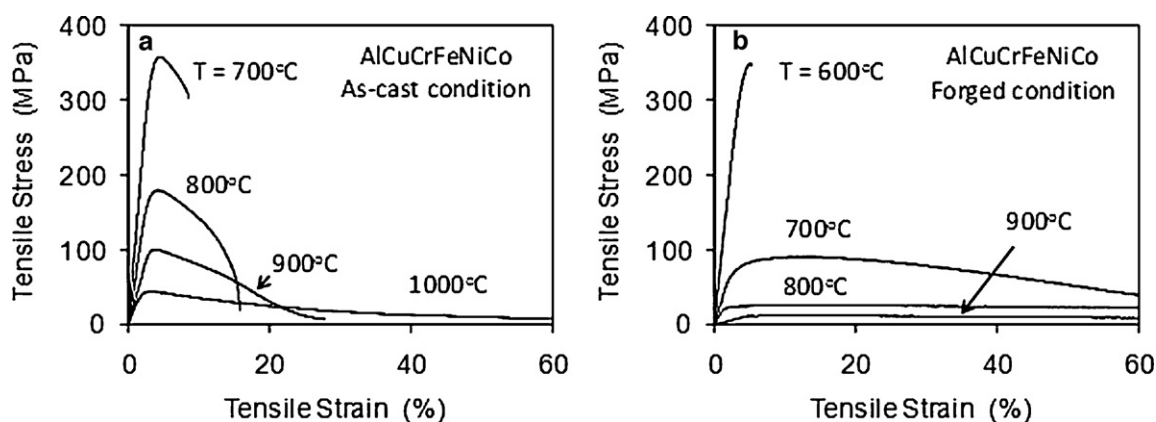 a
AlCuCrFeNiCo
As-cast condition
T = 700°C
800°C
900°C
1000°C
400
300
200
100
0
0
20
40
60
Tensile Stress (MPa)
Tensile Strain (%)
b
AlCuCrFeNiCo
Forged condition
T = 600°C
700°C
900°C
800°C
400
300
200
100
0
0
20
40
60
Tensile Stress (MPa)
Tensile Strain (%)